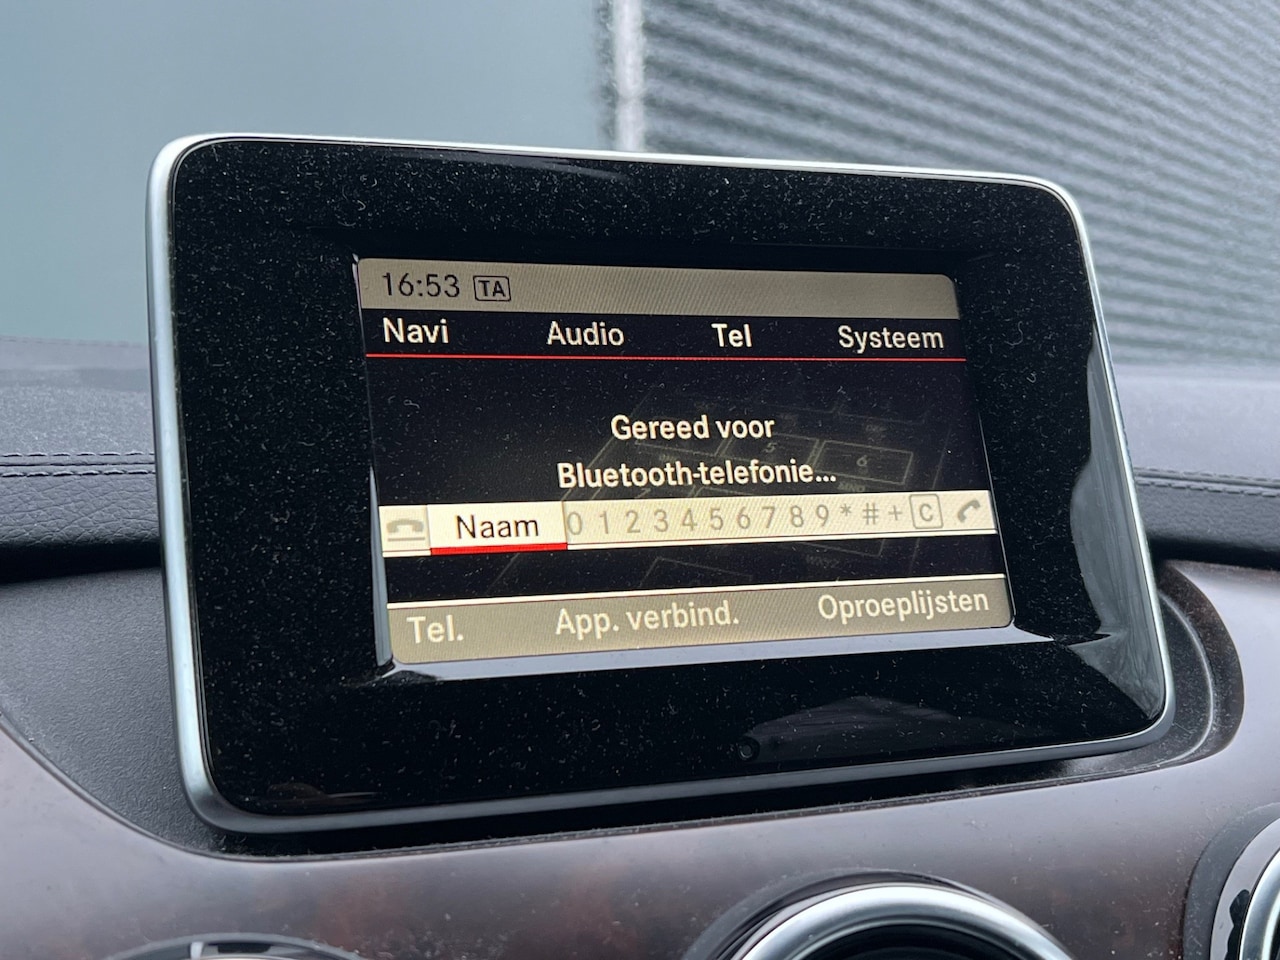 16:53 TA
Navi Audio Tel Systeem
Gereed voor
Bluetooth-telefonie...
Naam 0 1 2 3 4 5 6 7 8 9 * # + C
Tel. App. verbind. Oproeplijsten